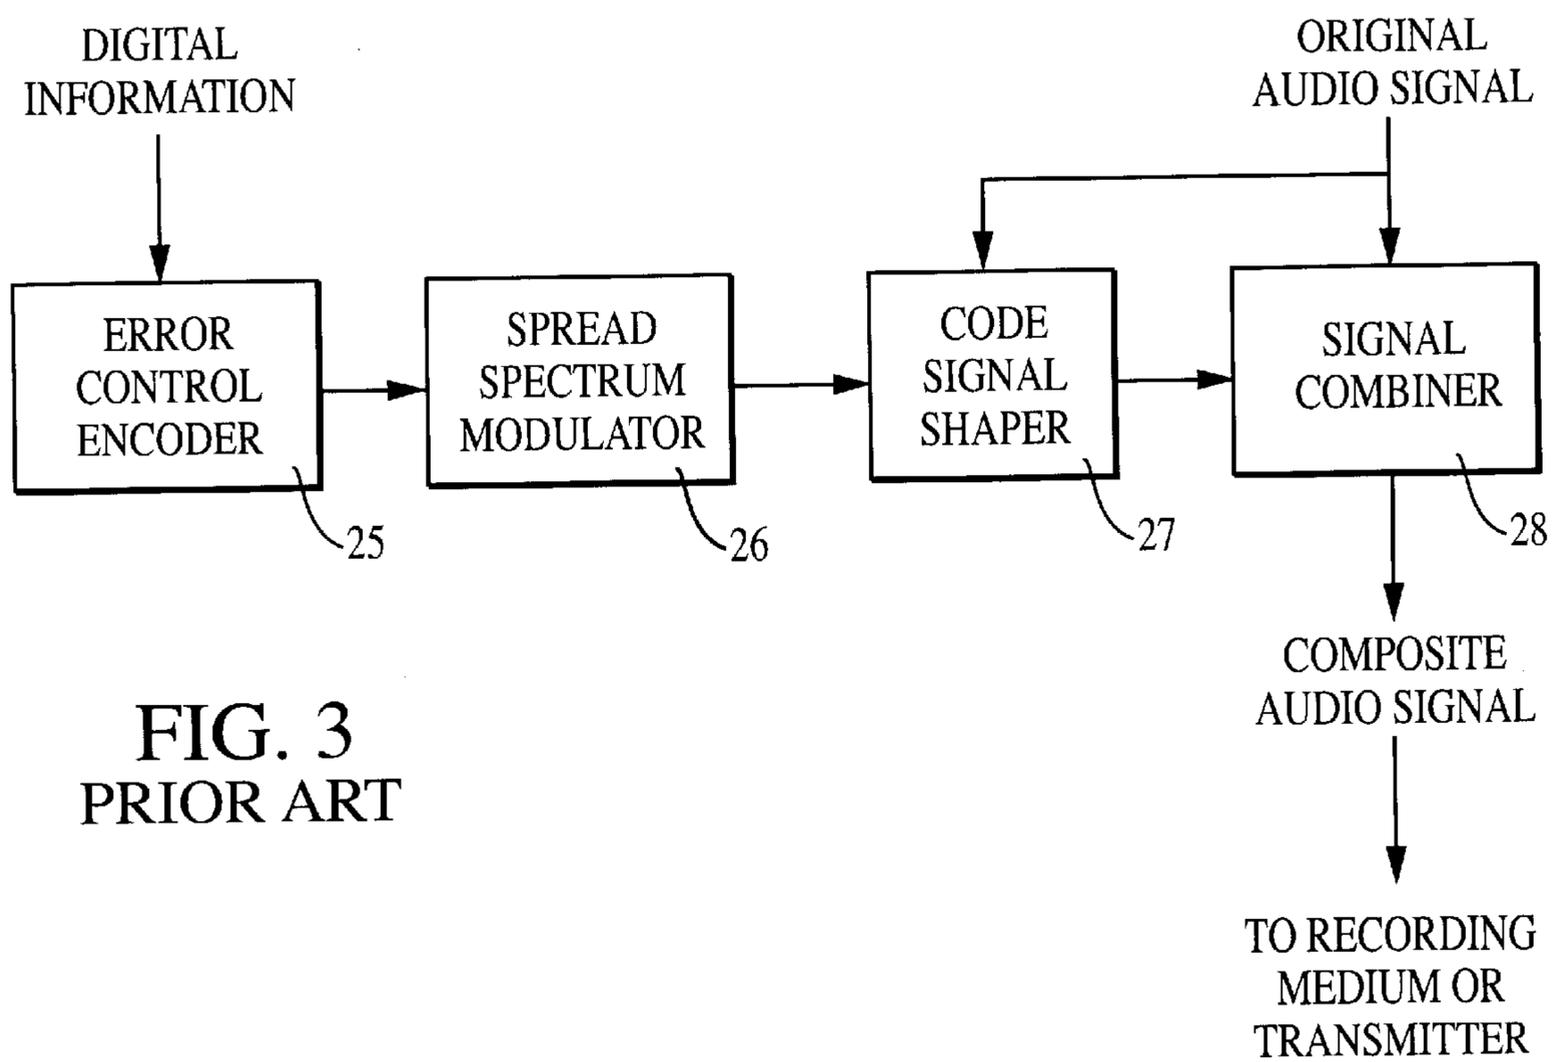 DIGITAL
INFORMATION
ORIGINAL
AUDIO SIGNAL
ERROR
CONTROL
ENCODER
25
SPREAD
SPECTRUM
MODULATOR
26
CODE
SIGNAL
SHAPER
27
SIGNAL
COMBINER
28
COMPOSITE
AUDIO SIGNAL
TO RECORDING
MEDIUM OR
TRANSMITTER
FIG. 3
PRIOR ART